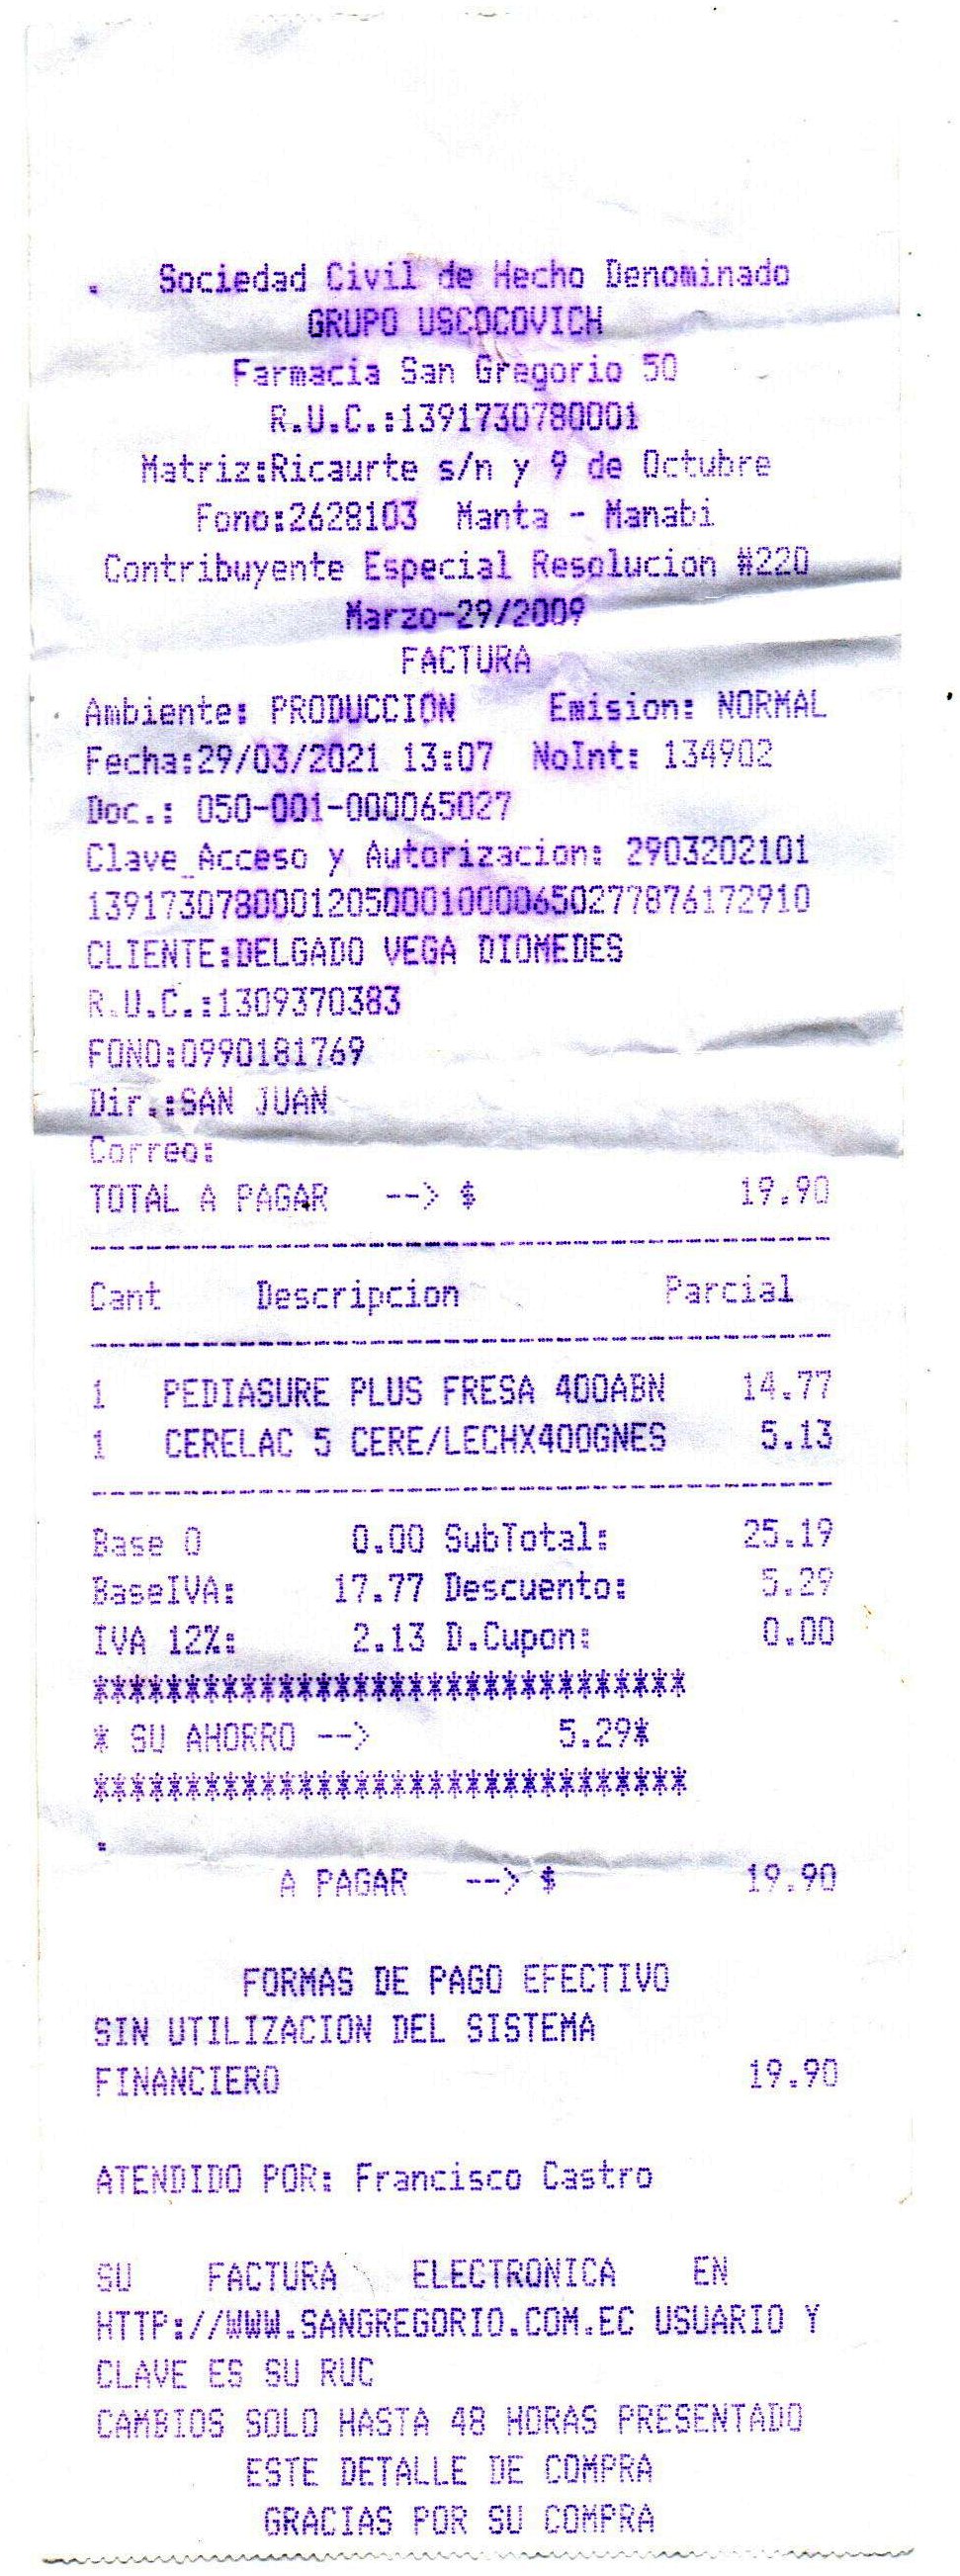 . Sociedad Civil de Hecho Denominado
GRUPO USCOCOVICH
Farmacia San Gregorio 50
R.U.C.:1391730780001
Matriz:Ricaurte s/n y 9 de Octubre
Fono:2628103 Manta - Manabi
Contribuyente Especial Resolucion #220
Marzo-29/2009
FACTURA
Ambiente: PRODUCCION Emision: NORMAL
Fecha:29/03/2021 13:07 NoInt: 134902
Doc.: 050-001-000065027
Clave_Acceso y Autorizacion: 2903202101
139173078000120500010000650277876172910
CLIENTE:DELGADO VEGA DIOMEDES
R.U.C.:1309370383
FONO:0990181769
Dir.:SAN JUAN
Correo:
TOTAL A PAGAR --> $ 19.90
----------------------------------------
Cant Descripcion Parcial
----------------------------------------
1 PEDIASURE PLUS FRESA 400ABN 14.77
1 CERELAC 5 CERE/LECHX400GNES 5.13
----------------------------------------
Base 0 0.00 SubTotal: 25.19
BaseIVA: 17.77 Descuento: 5.29
IVA 12%: 2.13 D.Cupon: 0.00
********************************
* SU AHORRO --> 5.29*
********************************
.
A PAGAR --> $ 19.90
FORMAS DE PAGO EFECTIVO
SIN UTILIZACION DEL SISTEMA
FINANCIERO 19.90
ATENDIDO POR: Francisco Castro
SU FACTURA ELECTRONICA EN
HTTP://WWW.SANGREGORIO.COM.EC USUARIO Y
CLAVE ES SU RUC
CAMBIOS SOLO HASTA 48 HORAS PRESENTADO
ESTE DETALLE DE COMPRA
GRACIAS POR SU COMPRA